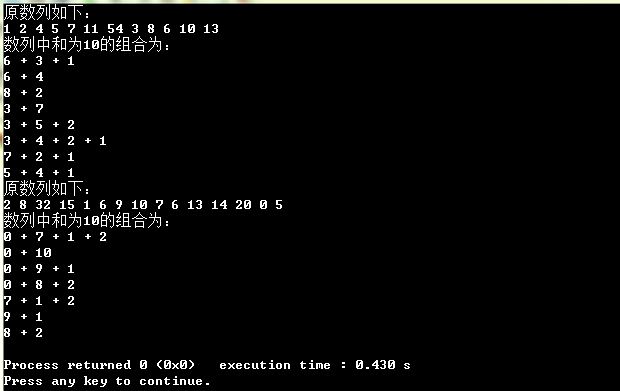 原数列如下：
1 2 4 5 7 11 54 3 8 6 10 13
数列中和为10的组合为：
6 + 3 + 1
6 + 4
8 + 2
3 + 7
3 + 5 + 2
3 + 4 + 2 + 1
7 + 2 + 1
5 + 4 + 1
原数列如下：
2 8 32 15 1 6 9 10 7 6 13 14 20 0 5
数列中和为10的组合为：
0 + 7 + 1 + 2
0 + 10
0 + 9 + 1
0 + 8 + 2
7 + 1 + 2
9 + 1
8 + 2
Process returned 0 (0x0)   execution time : 0.430 s
Press any key to continue.